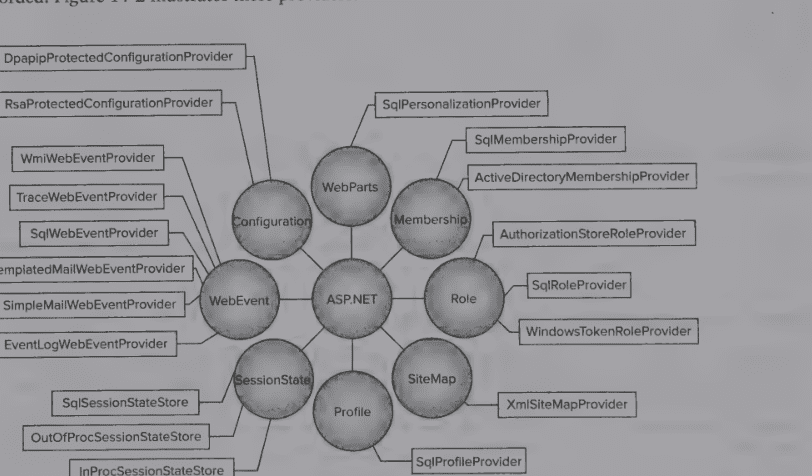 DpapipProtectedConfigurationProvider
RsaProtectedConfigurationProvider
SqlPersonalizationProvider
SqlMembershipProvider
WmiWebEventProvider
ActiveDirectoryMembershipProvider
WebParts
TraceWebEventProvider
Configuration
Membership
SqlWebEventProvider
AuthorizationStoreRoleProvider
emplatedMailWebEventProvider
SqlRoleProvider
SimpleMailWebEventProvider
WebEvent
ASP.NET
Role
WindowsTokenRoleProvider
EventLogWebEventProvider
SessionState
SiteMap
SqlSessionStateStore
XmlSiteMapProvider
Profile
OutOfProcSessionStateStore
SqlProfileProvider
InProcSessionStateStore